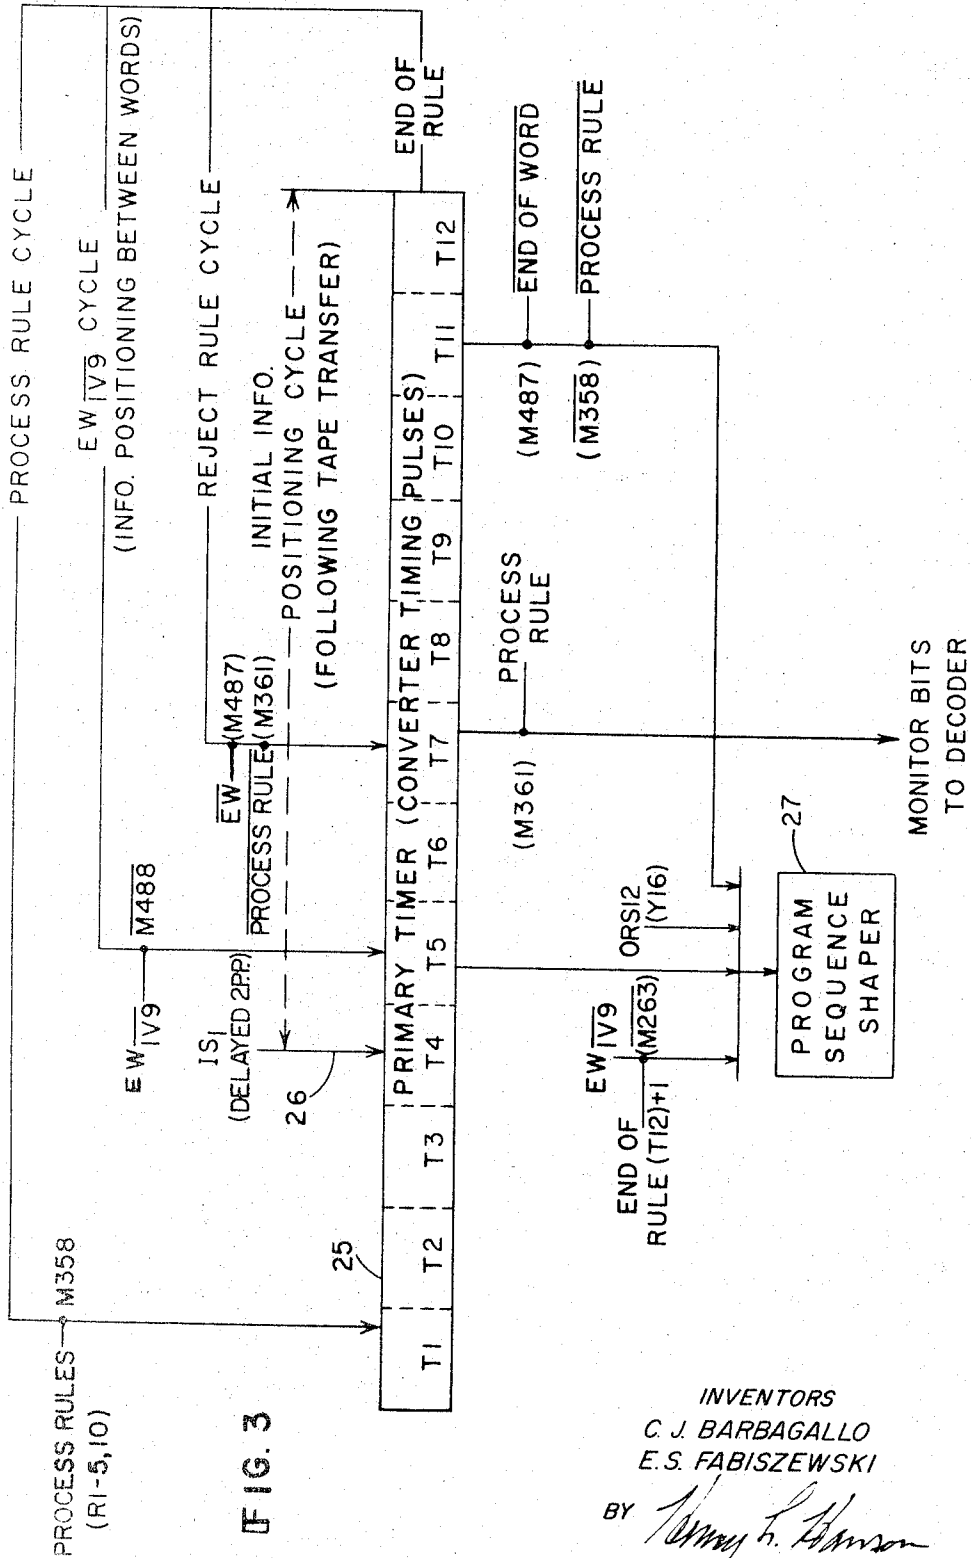 PROCESS RULE CYCLE
EW IV9 CYCLE
(INFO. POSITIONING BETWEEN WORDS)
REJECT RULE CYCLE
INITIAL INFO.
POSITIONING CYCLE
(FOLLOWING TAPE TRANSFER)
END OF
RULE
PROCESS RULES
(R1-5,10)
M358
EW IV9
M488
EW (M487)
PROCESS RULE (M361)
IS1
(DELAYED 2P.P.)
26
25
PRIMARY TIMER (CONVERTER TIMING PULSES)
T1 T2 T3 T4 T5 T6 T7 T8 T9 T10 T11 T12
(M487) END OF WORD
(M358) PROCESS RULE
(M361) PROCESS
RULE
EW IV9
(M263)
END OF
RULE (T12)+1
ORS12
(Y16)
27
PROGRAM
SEQUENCE
SHAPER
MONITOR BITS
TO DECODER
FIG. 3
INVENTORS
C. J. BARBAGALLO
E.S. FABISZEWSKI
BY Henry L. Hanson